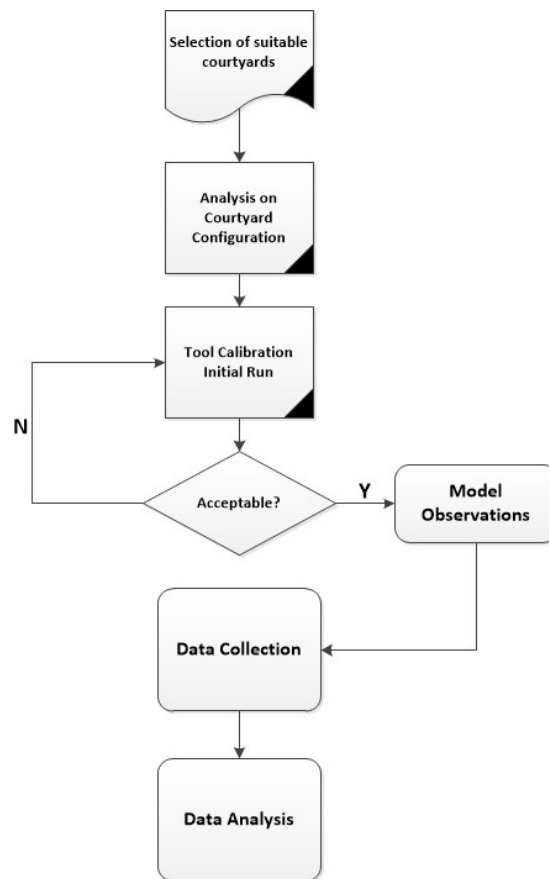 Selection of suitable
courtyards
Analysis on
Courtyard
Configuration
Tool Calibration
Initial Run
N
Acceptable?
Y
Model
Observations
Data Collection
Data Analysis